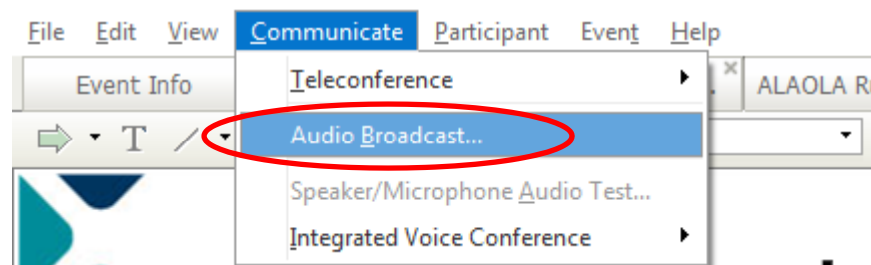 File Edit View Communicate Participant Event Help
Event Info
Teleconference
ALAOLA
T
Audio Broadcast...
Speaker/Microphone Audio Test...
Integrated Voice Conference